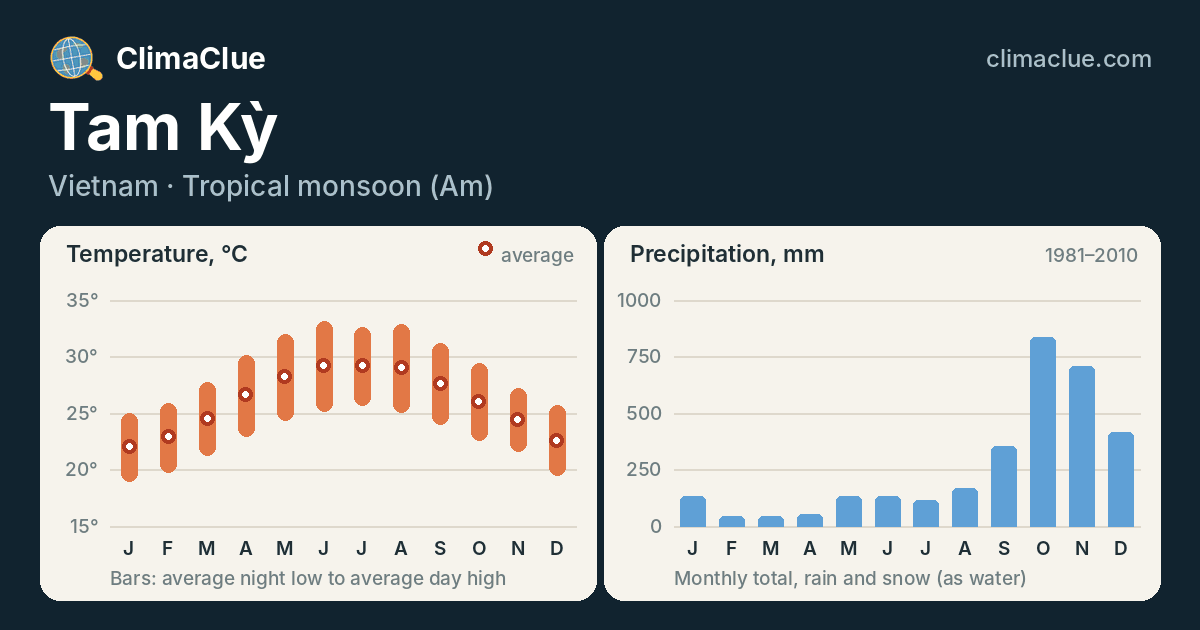 ClimaClue
climaclue.com
Tam Kỳ
Vietnam · Tropical monsoon (Am)
Temperature, °C
average
35°
30°
25°
20°
15°
J F M A M J J A S O N D
Bars: average night low to average day high
Precipitation, mm
1981–2010
1000
750
500
250
0
J F M A M J J A S O N D
Monthly total, rain and snow (as water)